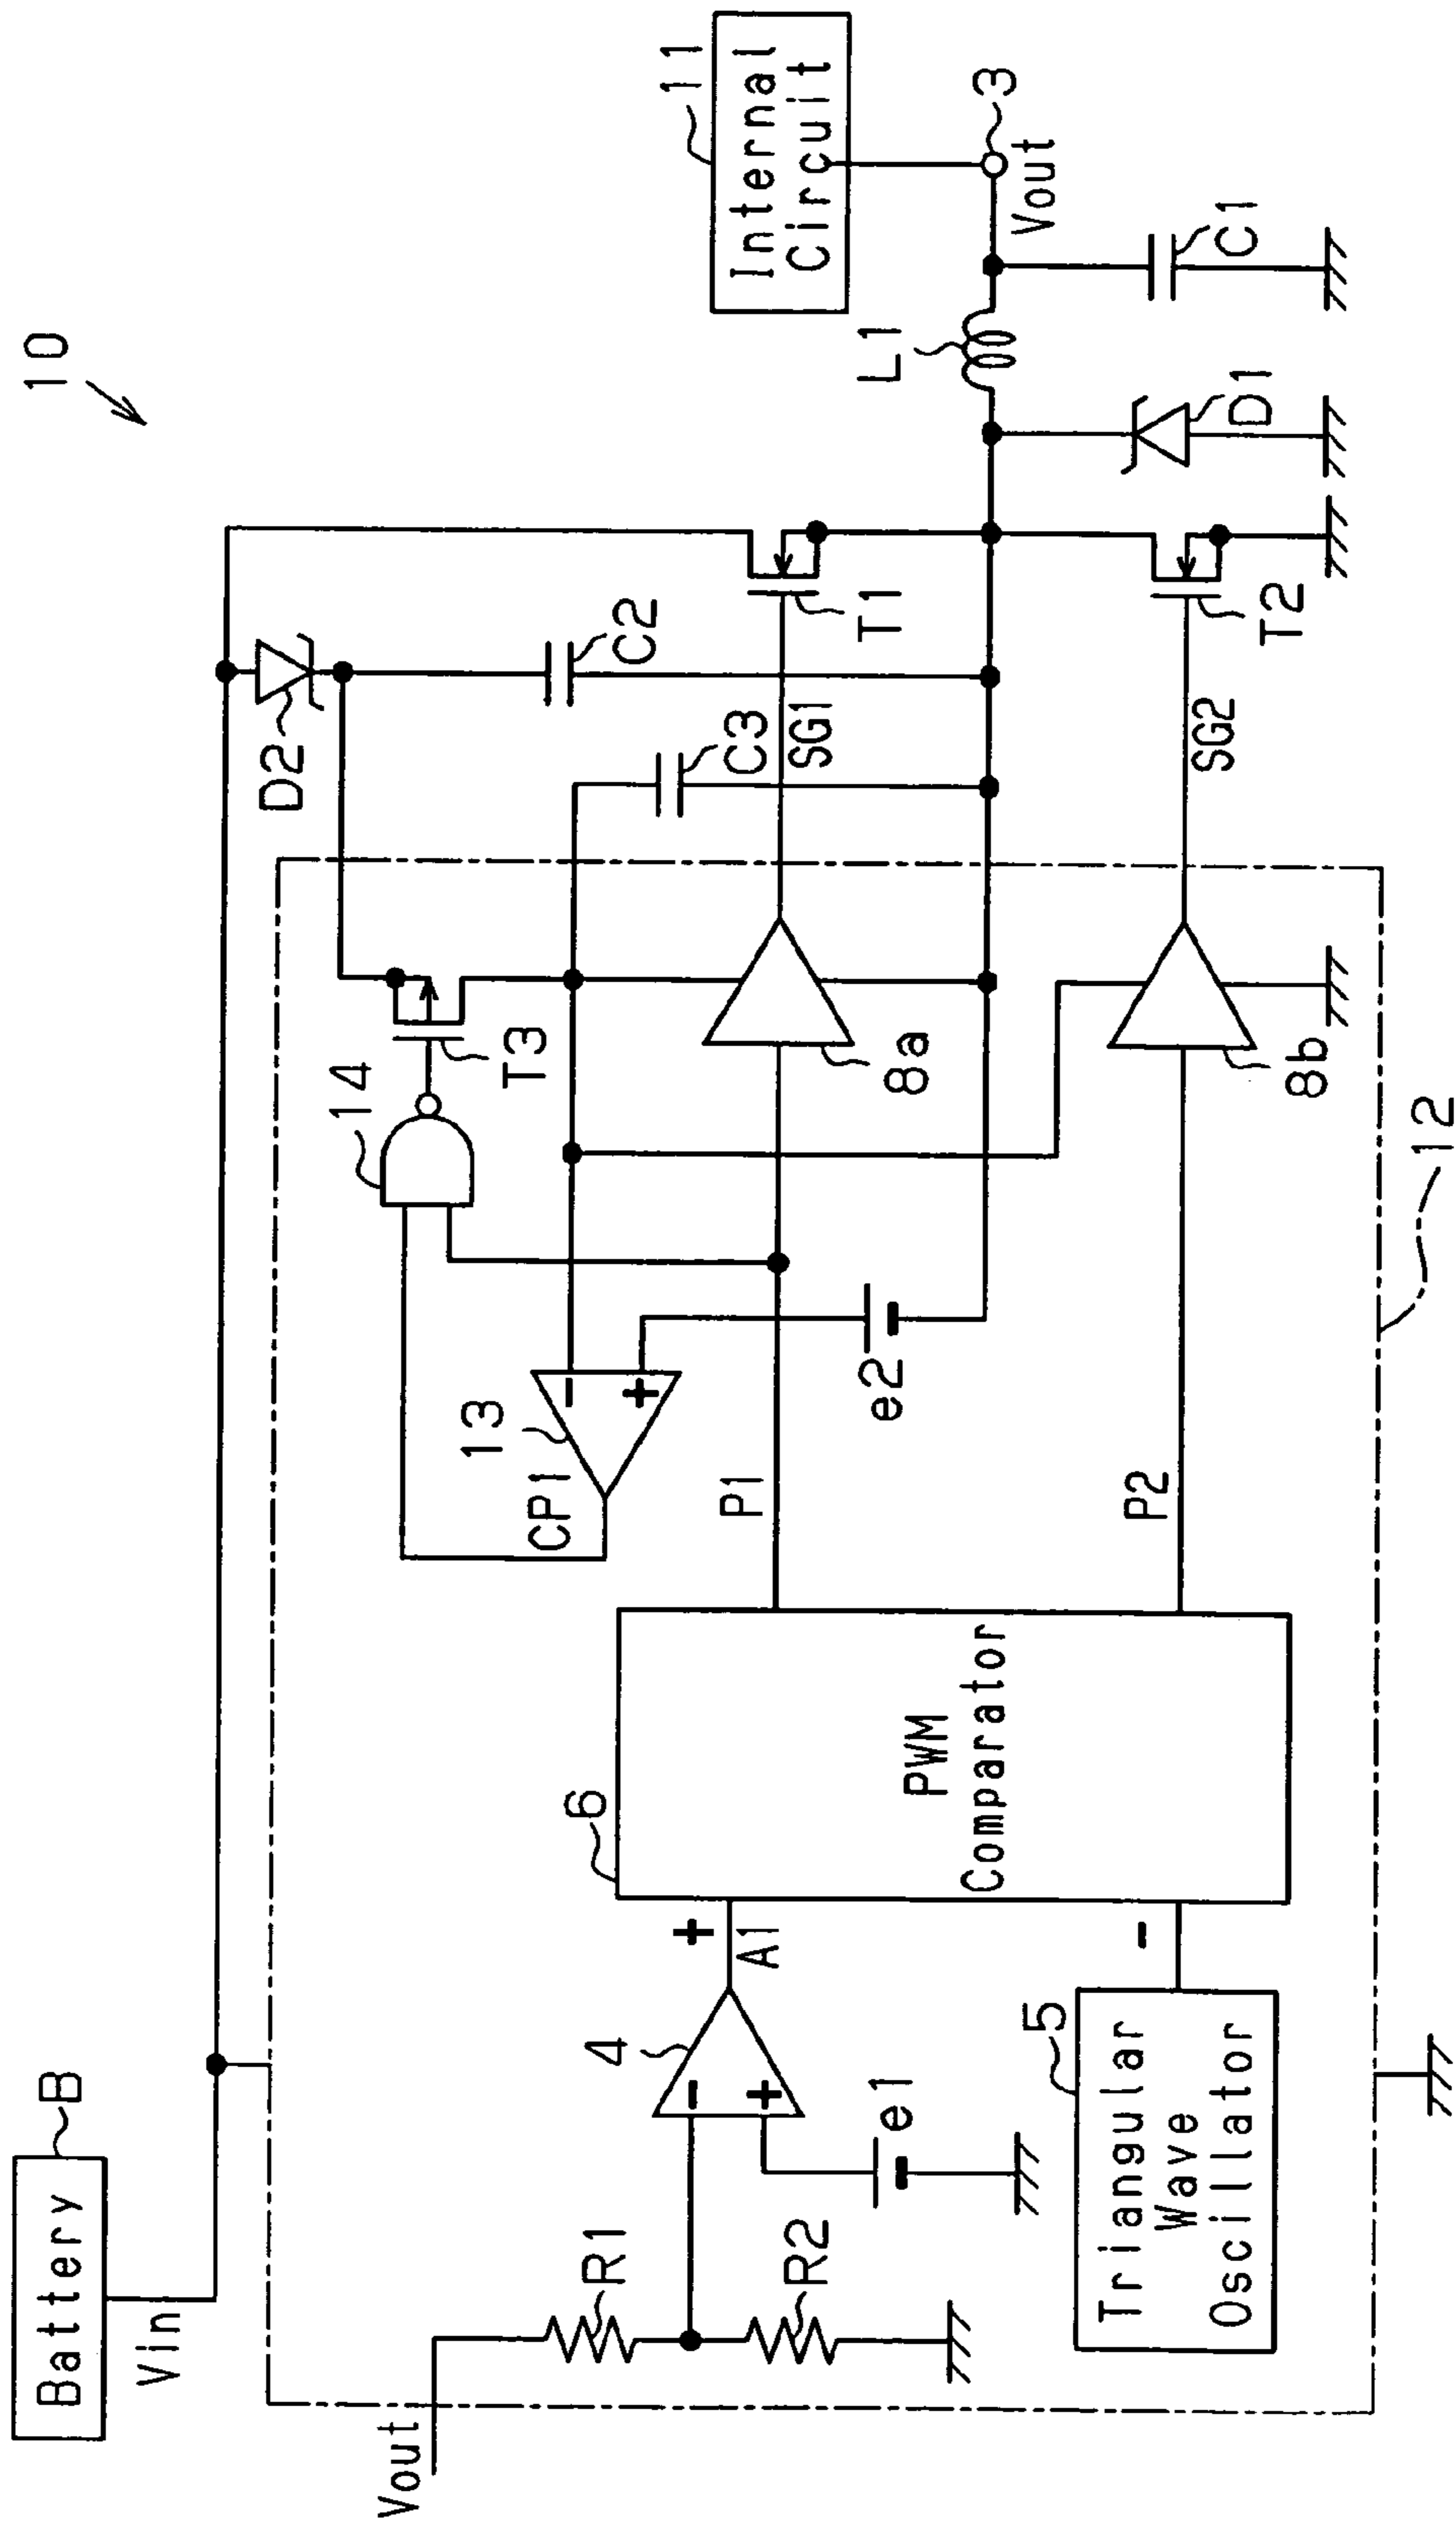 10
Battery
B
Vin
Vout
R1
R2
e1
4
A1
+
-
-
+
5
Triangular
Wave
Oscillator
6
PWM
Comparator
P1
P2
13
CP1
-
+
e2
14
T3
8a
8b
12
D2
C2
C3
SG1
SG2
T1
T2
L1
D1
C1
Vout
3
11
Internal
Circuit